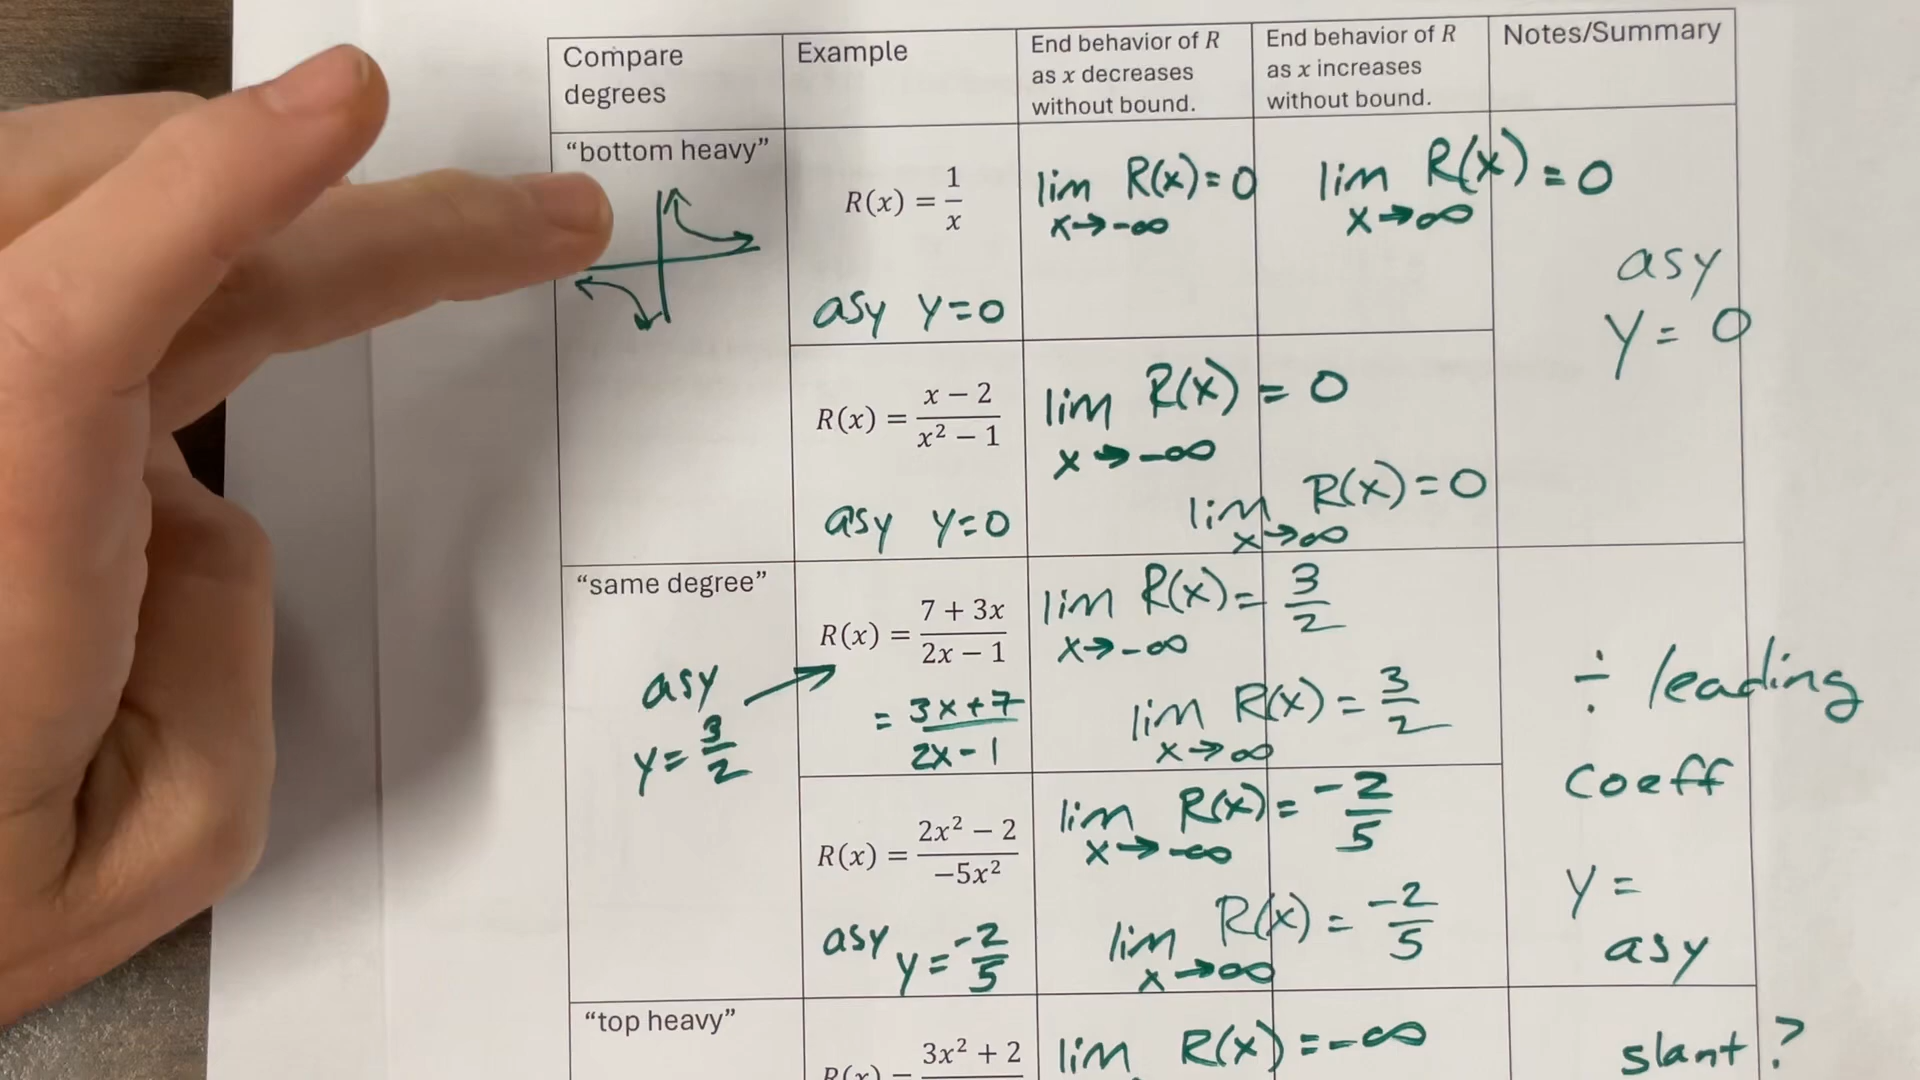 Compare degrees
Example
End behavior of R
as x decreases
without bound.
End behavior of R
as x increases
without bound.
Notes/Summary
“bottom heavy”
R(x) = 1/x
asy y=0
lim R(x)=0
x→-∞
lim R(x)=0
x→∞
asy
y=0
R(x) = (x − 2)/(x² − 1)
asy y=0
lim R(x)=0
x→-∞
lim R(x)=0
x→∞
“same degree”
asy
y=3/2
R(x) = (7 + 3x)/(2x − 1)
= (3x+7)/(2x-1)
lim R(x)=3/2
x→-∞
lim R(x)=3/2
x→∞
÷ leading
coeff
y=
asy
R(x) = (2x² − 2)/(−5x²)
asy y=-2/5
lim R(x)=-2/5
x→-∞
lim R(x)=-2/5
x→∞
“top heavy”
3x² + 2
R(x) =
lim R(x)=-∞
slant?